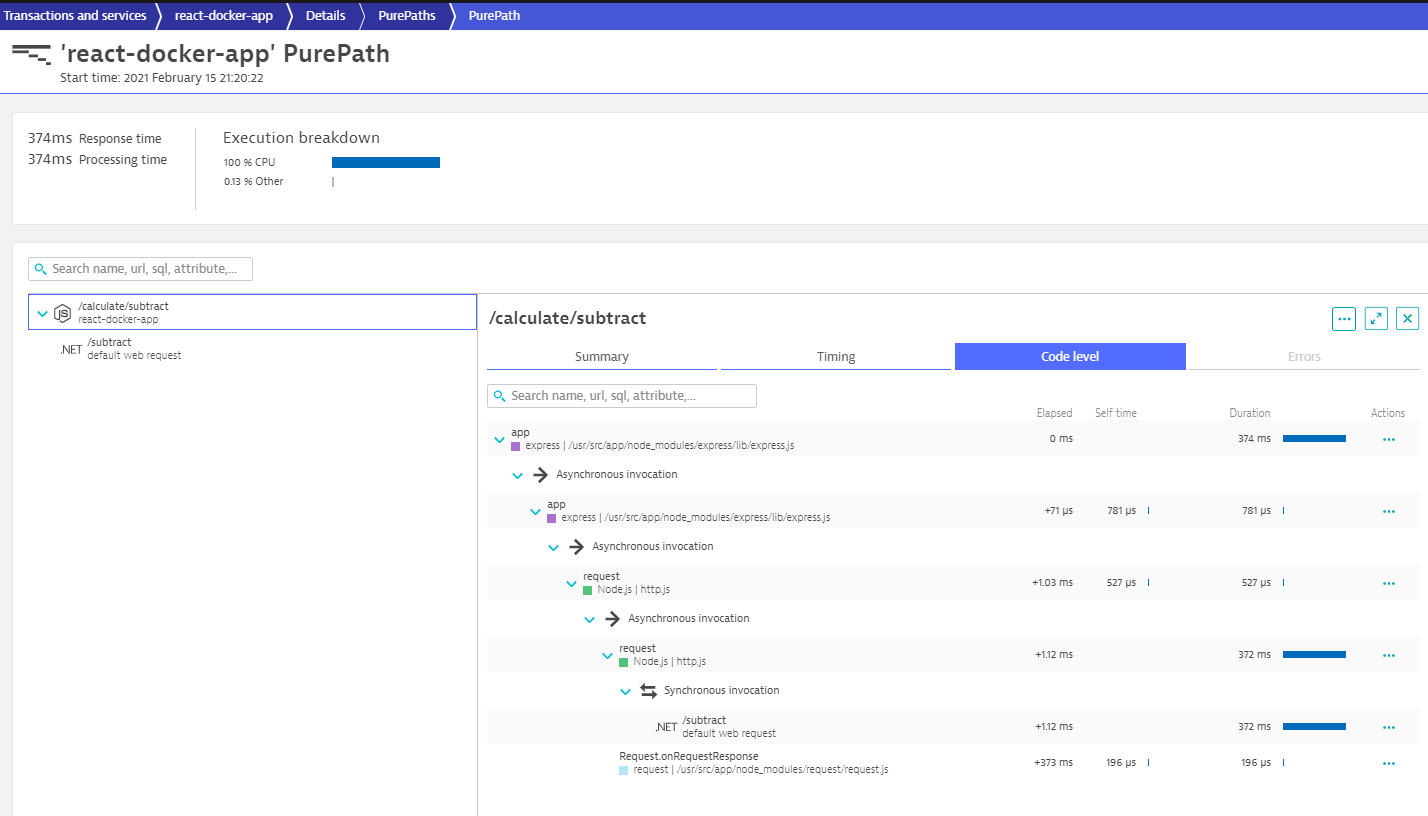 Transactions and services react-docker-app Details PurePaths PurePath
'react-docker-app' PurePath
Start time: 2021 February 15 21:20:22
374ms Response time
374ms Processing time
Execution breakdown
100 % CPU
0.13 % Other
Search name, url, sql, attribute,...
JS /calculate/subtract
react-docker-app
.NET /subtract
default web request
/calculate/subtract
Summary Timing Code level Errors
Search name, url, sql, attribute,...
Elapsed Self time Duration Actions
app
express | /usr/src/app/node_modules/express/lib/express.js
0 ms 374 ms
Asynchronous invocation
app
express | /usr/src/app/node_modules/express/lib/express.js
+71 µs 781 µs 781 µs
Asynchronous invocation
request
Node.js | http.js
+1.03 ms 527 µs 527 µs
Asynchronous invocation
request
Node.js | http.js
+1.12 ms 372 ms
Synchronous invocation
.NET /subtract
default web request
+1.12 ms 372 ms
Request.onRequestResponse
request | /usr/src/app/node_modules/request/request.js
+373 ms 196 µs 196 µs